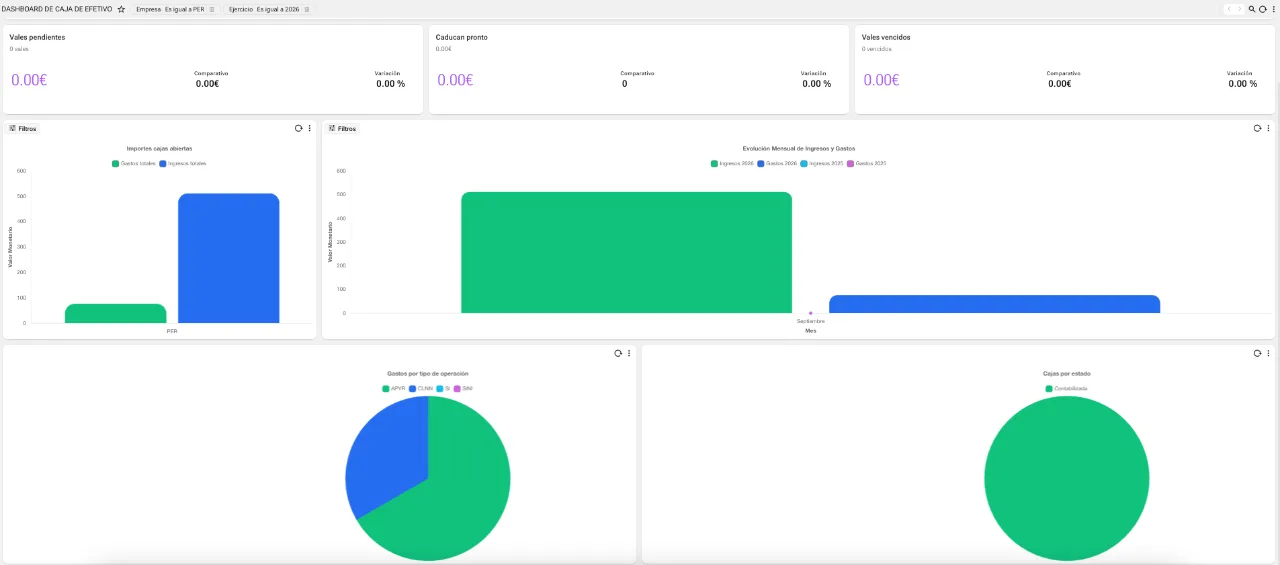 DASHBOARD DE CAJA DE EFETIVO
Empresa Es igual a PER
Ejercicio Es igual a 2026
Vales pendientes
0 vales
0.00€
Comparativo
0.00€
Variación
0.00 %
Caducan pronto
0.00€
0.00€
Comparativo
0
Variación
0.00 %
Vales vencidos
0 vencidos
0.00€
Comparativo
0.00€
Variación
0.00 %
Filtros
Importes cajas abiertas
Gastos totales Ingresos totales
600
500
400
300
200
100
0
Valor Monetario
PER
Filtros
Evolución Mensual de Ingresos y Gastos
Ingresos 2026 Gastos 2026 Ingresos 2025 Gastos 2025
600
500
400
300
200
100
0
Valor Monetario
Septiembre
Mes
Gastos por tipo de operación
APVR CLNN SI
Cajas por estado
Contabilizada